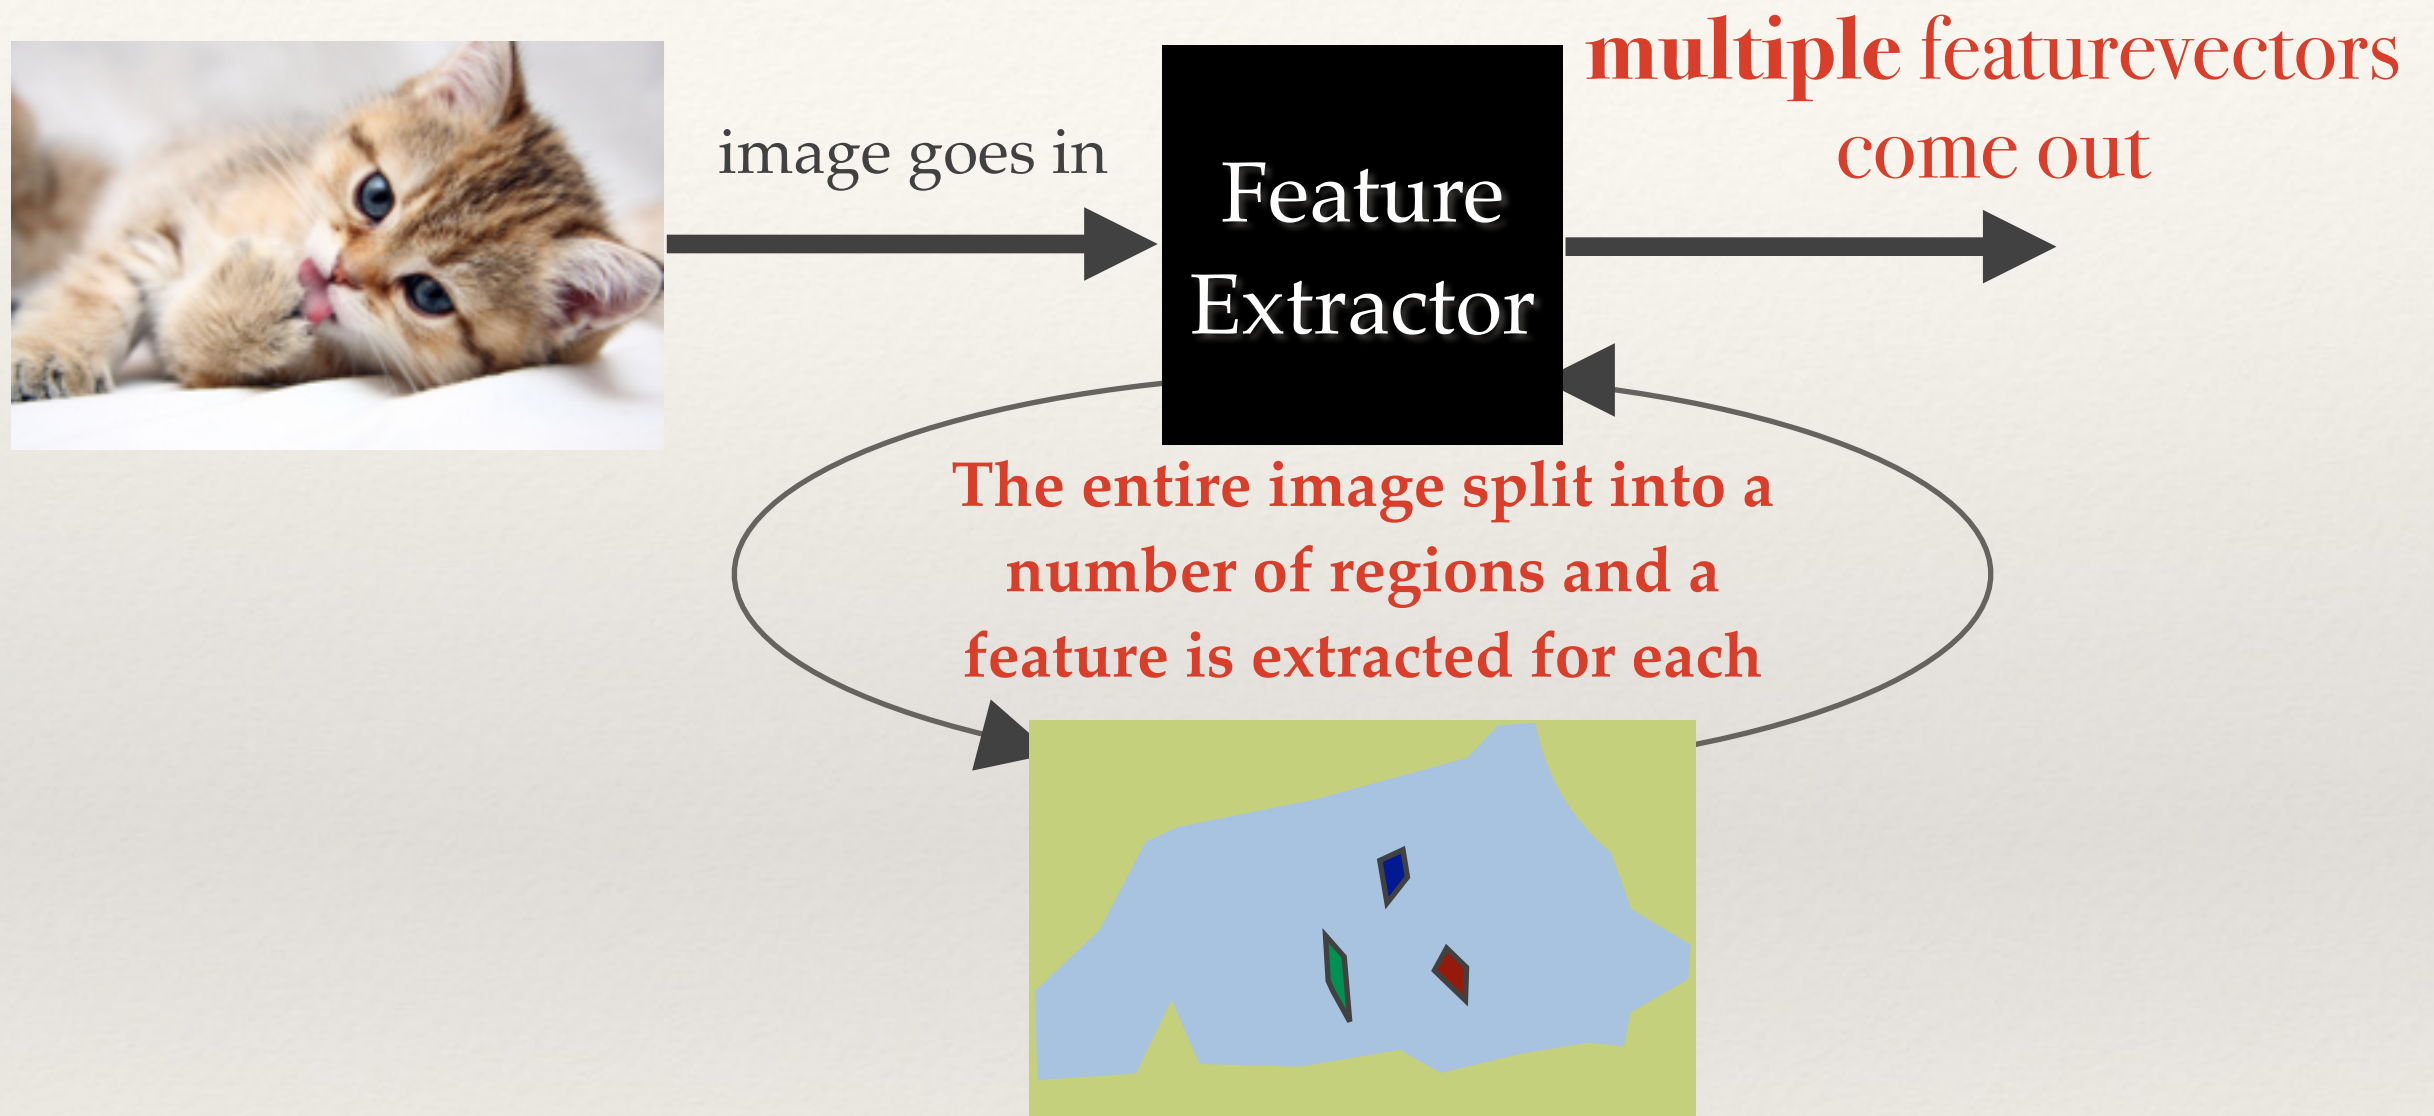 multiple featurevectors
come out
image goes in
Feature
Extractor
The entire image split into a
number of regions and a
feature is extracted for each